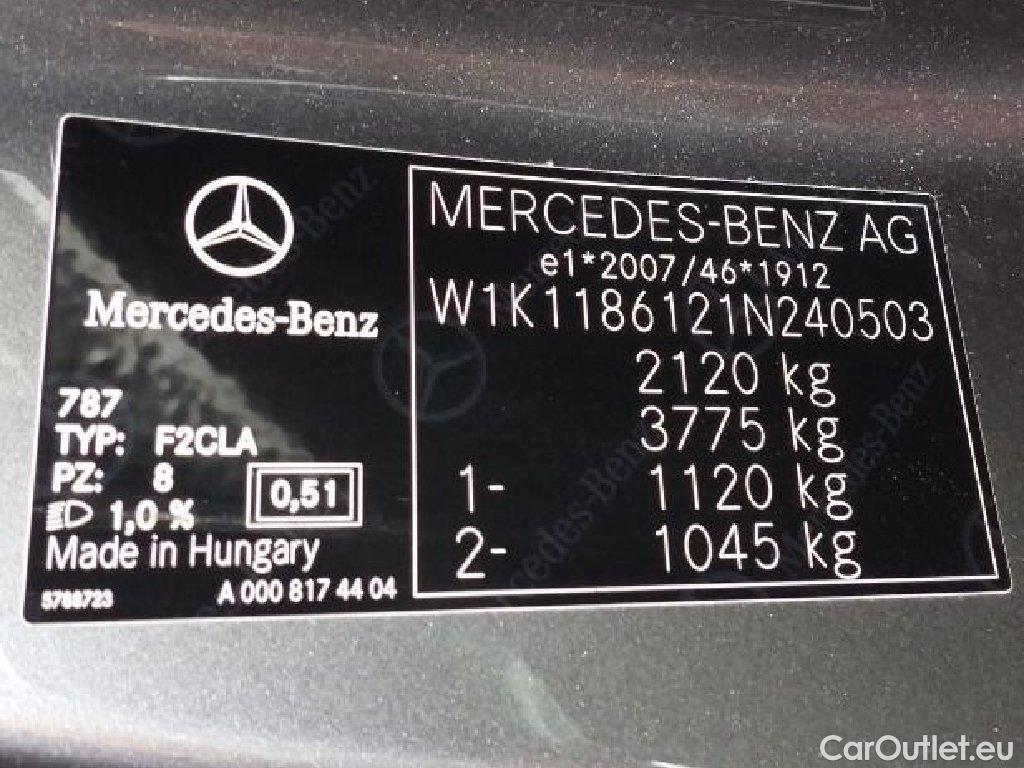 Mercedes-Benz
787
TYP: F2CLA
PZ: 8
1,0 %
0,51
Made in Hungary
A 000 817 44 04
MERCEDES-BENZ AG
e1*2007/46*1912
W1K1186121N240503
2120 kg
3775 kg
1- 1120 kg
2- 1045 kg
CarOutlet.eu